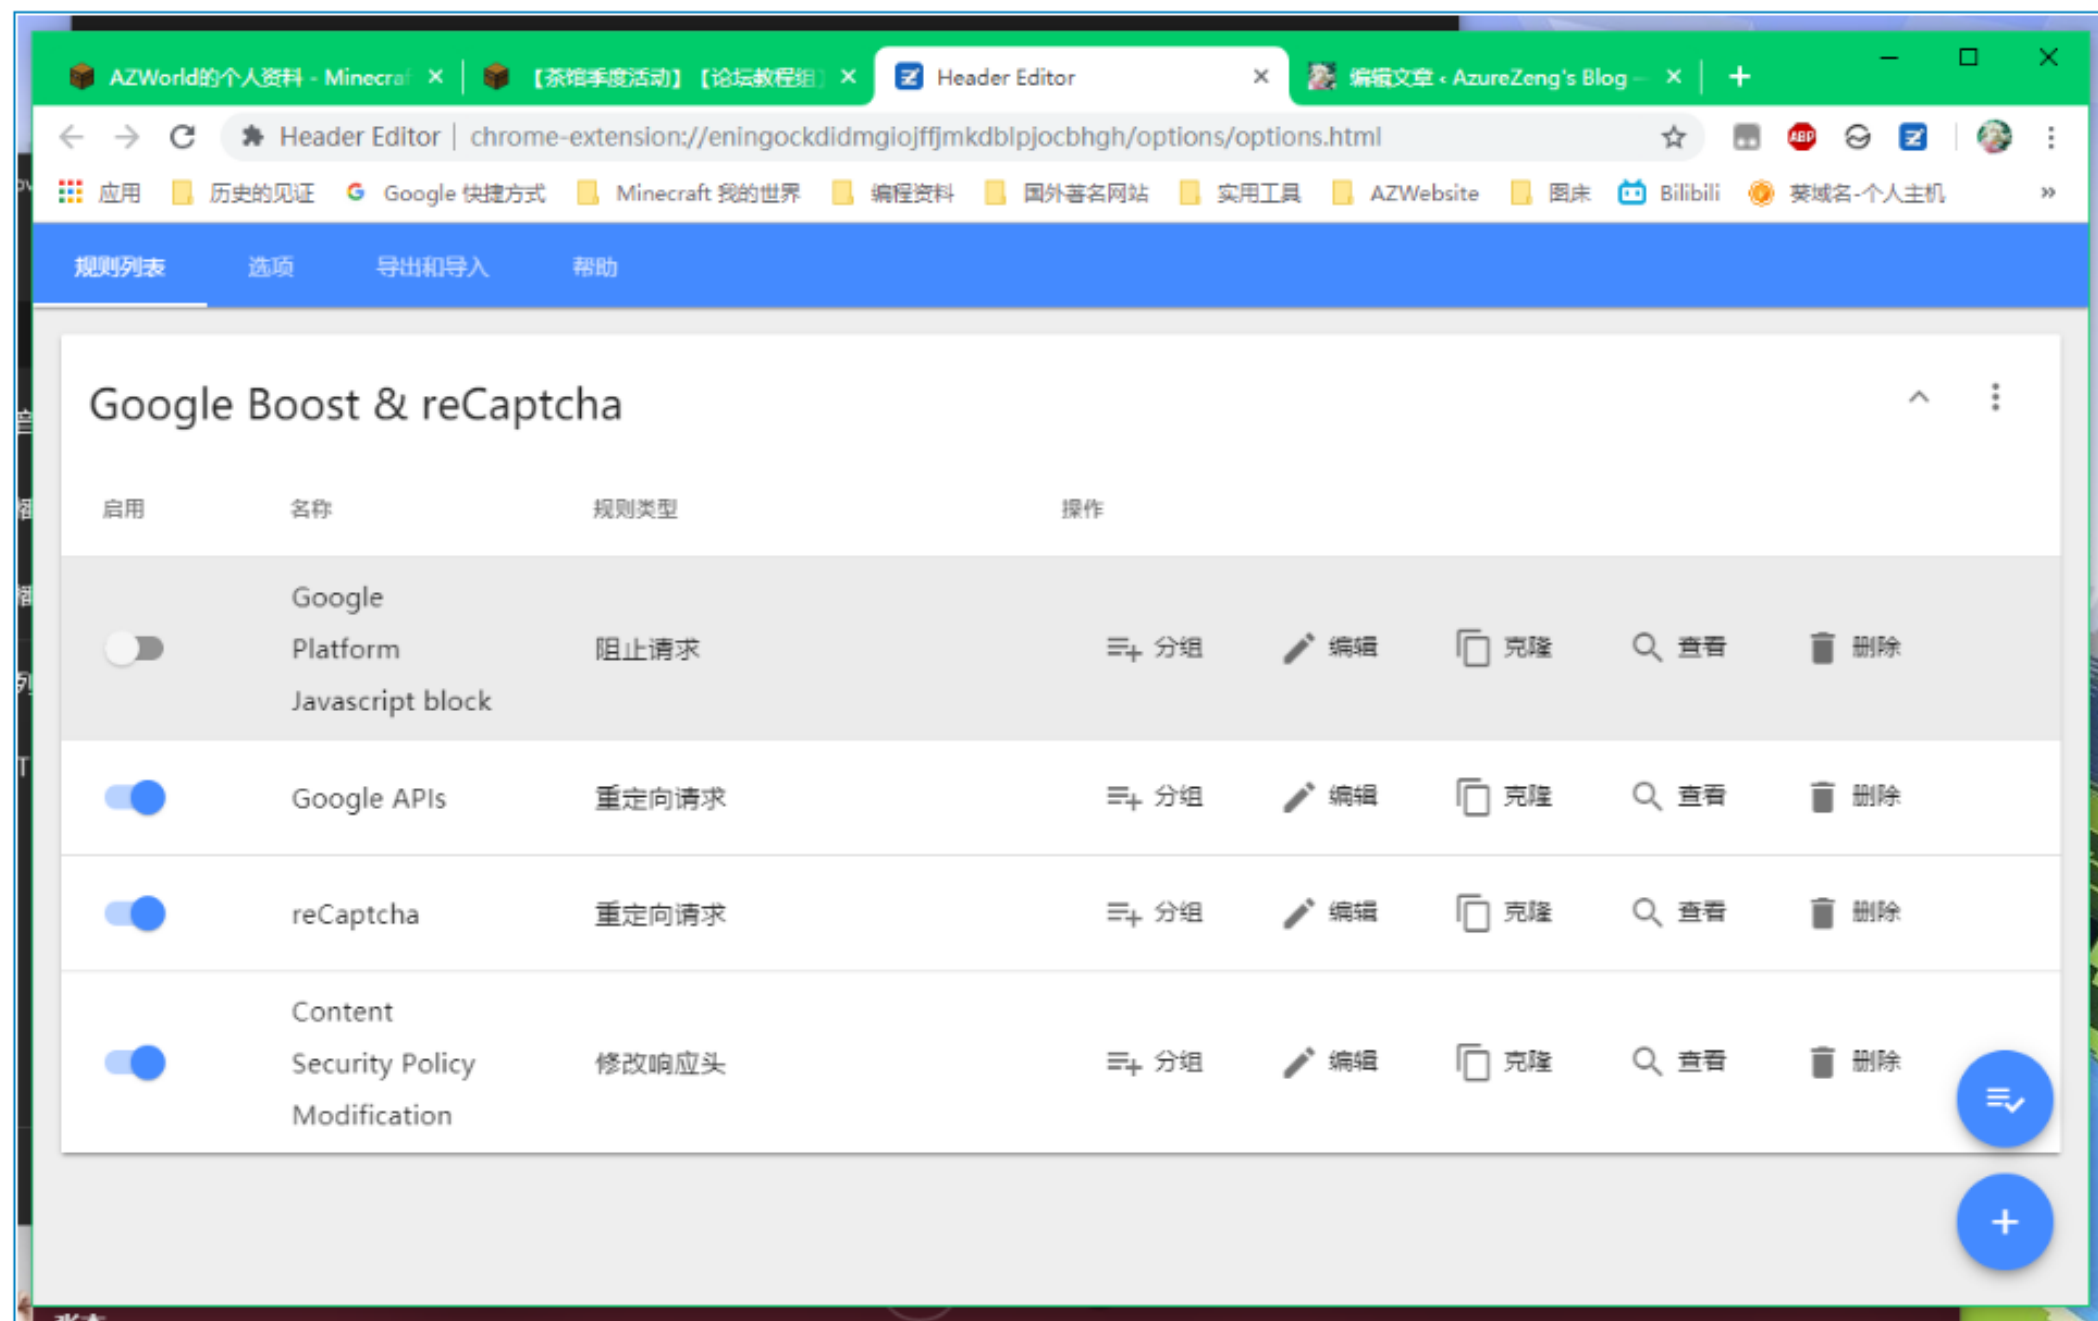 AZWorld的个人资料 - Minecraf
【茶馆季度活动】【论坛教程组】
Header Editor
编辑文章 ‹ AzureZeng's Blog —
Header Editor | chrome-extension://eningockdidmgiojffjmkdblpjocbhgh/options/options.html
ABP
应用 历史的见证 Google 快捷方式 Minecraft 我的世界 编程资料 国外著名网站 实用工具 AZWebsite 图床 Bilibili 葵域名-个人主机 »
规则列表 选项 导出和导入 帮助
Google Boost & reCaptcha
启用 名称 规则类型 操作
Google
Platform
Javascript block
阻止请求 分组 编辑 克隆 查看 删除
Google APIs 重定向请求 分组 编辑 克隆 查看 删除
reCaptcha 重定向请求 分组 编辑 克隆 查看 删除
Content
Security Policy
Modification
修改响应头 分组 编辑 克隆 查看 删除